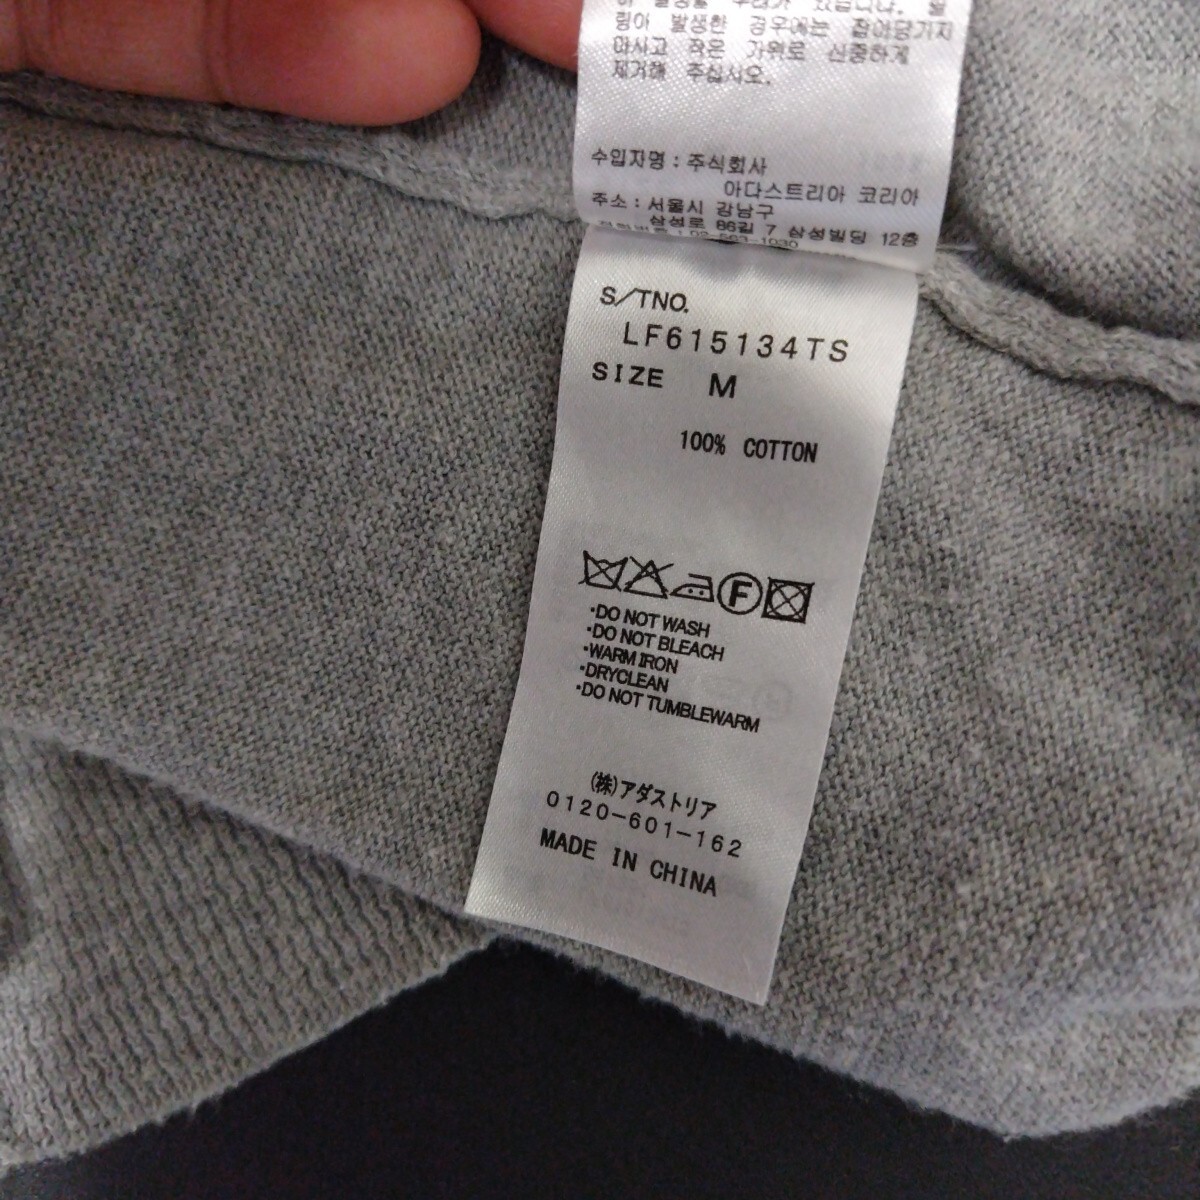 링이 발생한 경우에는 잡아당기지
마시고 작은 가위로 신중하게
제거해 주십시오.
수입자명 : 주식회사
아다스트리아 코리아
주소 : 서울시 강남구
삼성로 86길 7 삼성빌딩 12층
S/TNO.
LF615134TS
SIZE M
100% COTTON
F
･DO NOT WASH
･DO NOT BLEACH
･WARM IRON
･DRYCLEAN
･DO NOT TUMBLEWARM
(株)アダストリア
0120-601-162
MADE IN CHINA